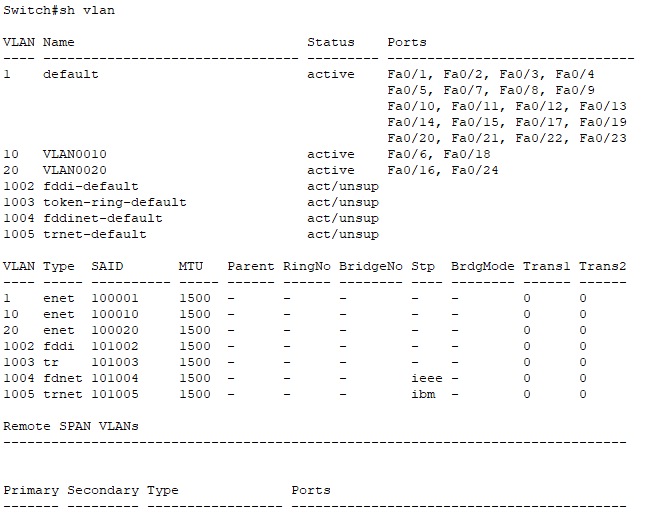 Switch#sh vlan

VLAN Name                             Status    Ports
---- -------------------------------- --------- -------------------------------
1    default                          active    Fa0/1, Fa0/2, Fa0/3, Fa0/4
                                                Fa0/5, Fa0/7, Fa0/8, Fa0/9
                                                Fa0/10, Fa0/11, Fa0/12, Fa0/13
                                                Fa0/14, Fa0/15, Fa0/17, Fa0/19
                                                Fa0/20, Fa0/21, Fa0/22, Fa0/23
10   VLAN0010                         active    Fa0/6, Fa0/18
20   VLAN0020                         active    Fa0/16, Fa0/24
1002 fddi-default                     act/unsup
1003 token-ring-default               act/unsup
1004 fddinet-default                  act/unsup
1005 trnet-default                    act/unsup

VLAN Type  SAID       MTU   Parent RingNo BridgeNo Stp  BrdgMode Trans1 Trans2
---- ----- ---------- ----- ------ ------ -------- ---- -------- ------ ------
1    enet  100001     1500  -      -      -        -    -        0      0
10   enet  100010     1500  -      -      -        -    -        0      0
20   enet  100020     1500  -      -      -        -    -        0      0
1002 fddi  101002     1500  -      -      -        -    -        0      0
1003 tr    101003     1500  -      -      -        -    -        0      0
1004 fdnet 101004     1500  -      -      -        ieee -        0      0
1005 trnet 101005     1500  -      -      -        ibm  -        0      0

Remote SPAN VLANs
------------------------------------------------------------------------------

Primary Secondary Type              Ports
------- --------- ----------------- ------------------------------------------